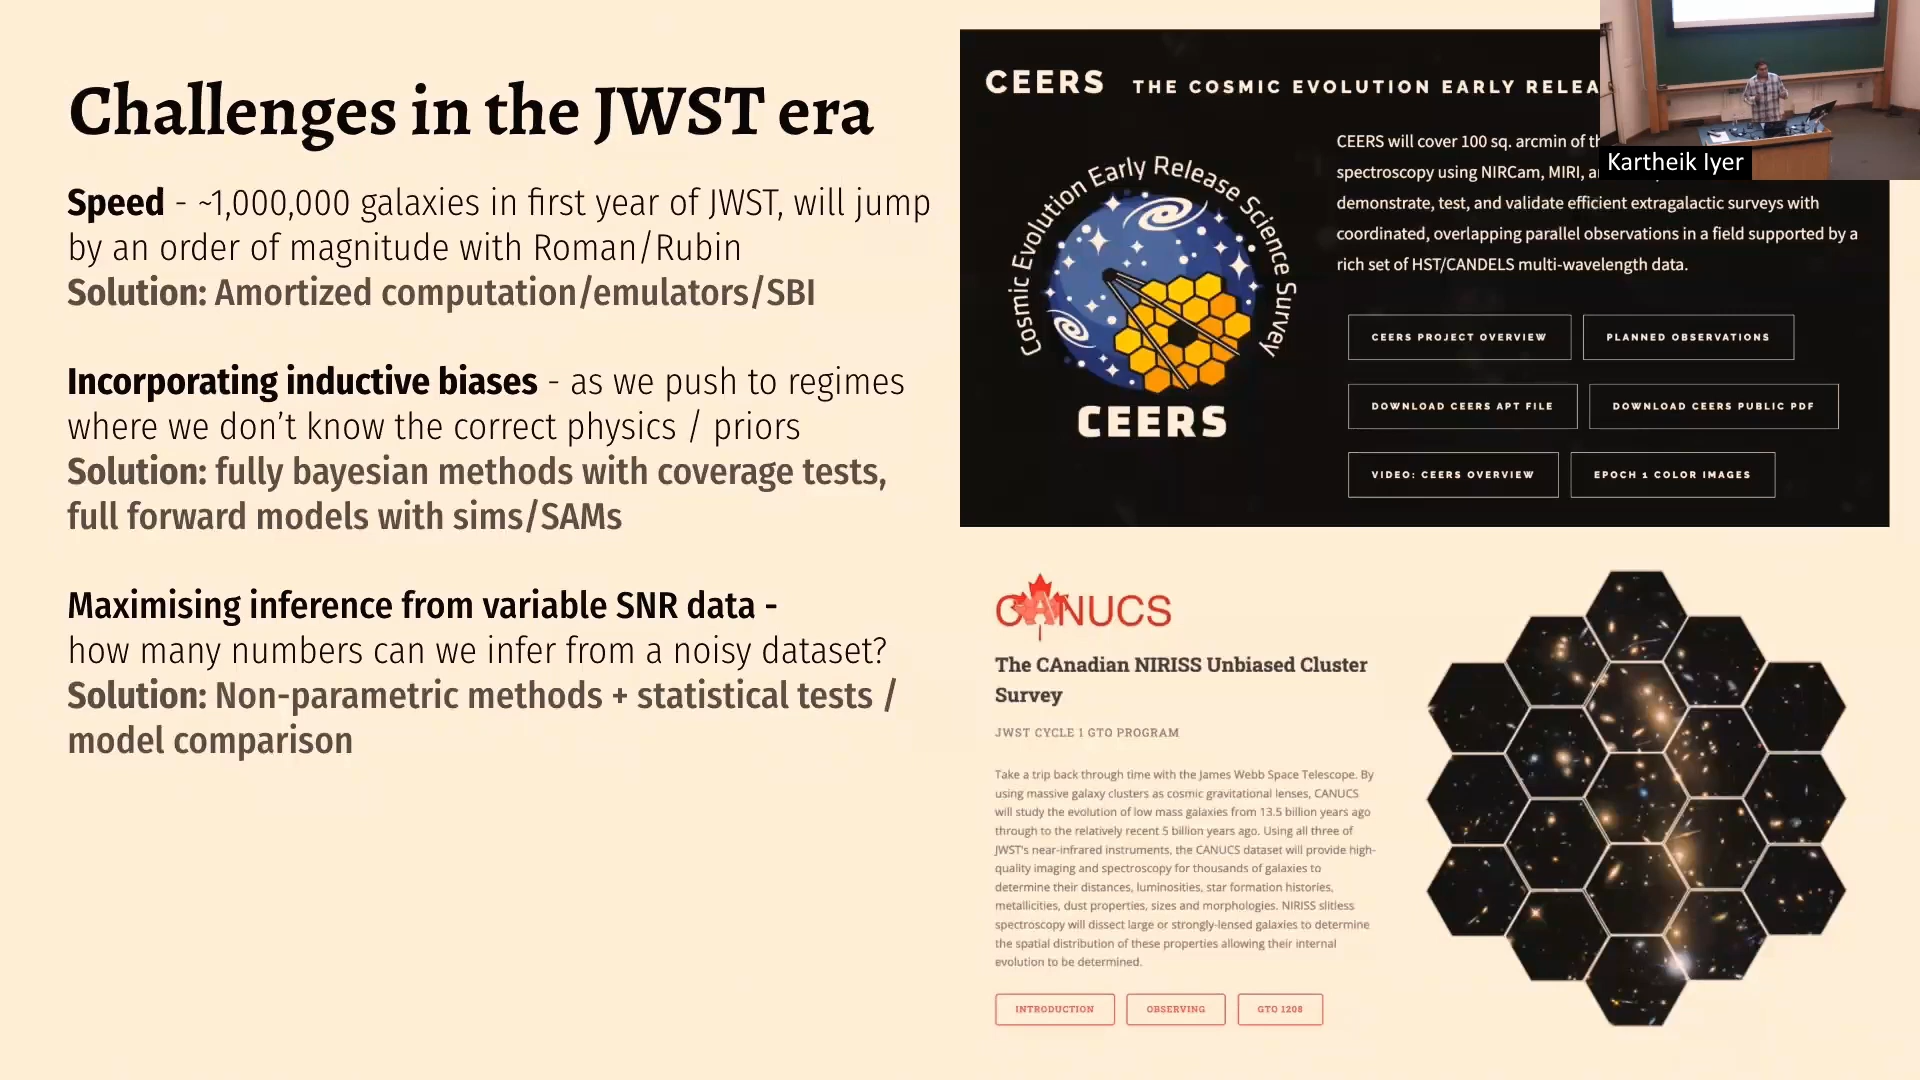 Challenges in the JWST era
Speed - ~1,000,000 galaxies in first year of JWST, will jump
by an order of magnitude with Roman/Rubin
Solution: Amortized computation/emulators/SBI
Incorporating inductive biases - as we push to regimes
where we don't know the correct physics / priors
Solution: fully bayesian methods with coverage tests,
full forward models with sims/SAMs
Maximising inference from variable SNR data -
how many numbers can we infer from a noisy dataset?
Solution: Non-parametric methods + statistical tests /
model comparison
CEERS THE COSMIC EVOLUTION EARLY RELEA
Cosmic Evolution Early Release Science Survey
CEERS
CEERS will cover 100 sq. arcmin of th
spectroscopy using NIRCam, MIRI, a
demonstrate, test, and validate efficient extragalactic surveys with
coordinated, overlapping parallel observations in a field supported by a
rich set of HST/CANDELS multi-wavelength data.
CEERS PROJECT OVERVIEW
PLANNED OBSERVATIONS
DOWNLOAD CEERS APT FILE
DOWNLOAD CEERS PUBLIC PDF
VIDEO: CEERS OVERVIEW
EPOCH 1 COLOR IMAGES
Kartheik Iyer
CANUCS
The CAnadian NIRISS Unbiased Cluster
Survey
JWST CYCLE 1 GTO PROGRAM
Take a trip back through time with the James Webb Space Telescope. By
using massive galaxy clusters as cosmic gravitational lenses, CANUCS
will study the evolution of low mass galaxies from 13.5 billion years ago
through to the relatively recent 5 billion years ago. Using all three of
JWST's near-infrared instruments, the CANUCS dataset will provide high-
quality imaging and spectroscopy for thousands of galaxies to
determine their distances, luminosities, star formation histories,
metallicities, dust properties, sizes and morphologies. NIRISS slitless
spectroscopy will dissect large or strongly-lensed galaxies to determine
the spatial distribution of these properties allowing their internal
evolution to be determined.
INTRODUCTION
OBSERVING
GTO 1208